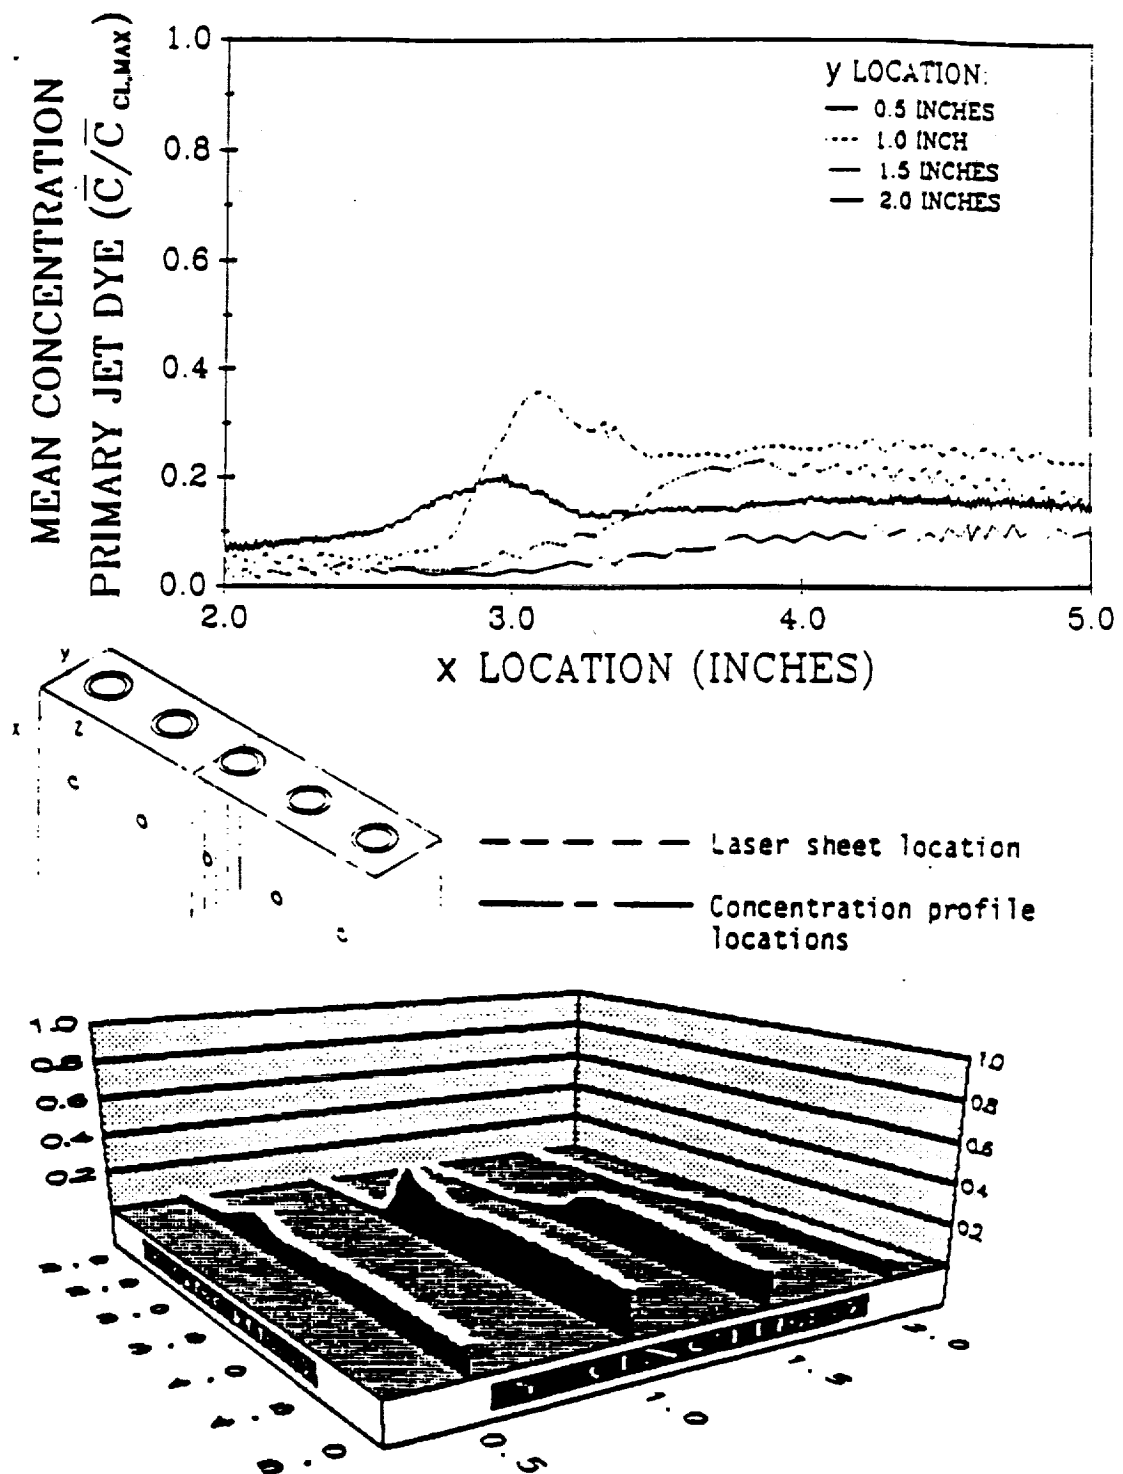 MEAN CONCENTRATION
PRIMARY JET DYE (C̅/C̅ CL,MAX)
1.0
0.8
0.6
0.4
0.2
0.0
y LOCATION:
0.5 INCHES
1.0 INCH
1.5 INCHES
2.0 INCHES
2.0
3.0
4.0
5.0
x LOCATION (INCHES)
y
x
z
Laser sheet location
Concentration profile
locations
1.0
0.8
0.6
0.4
0.2
1.0
0.8
0.6
0.4
0.2
0.5
1.0
1.5
2.0